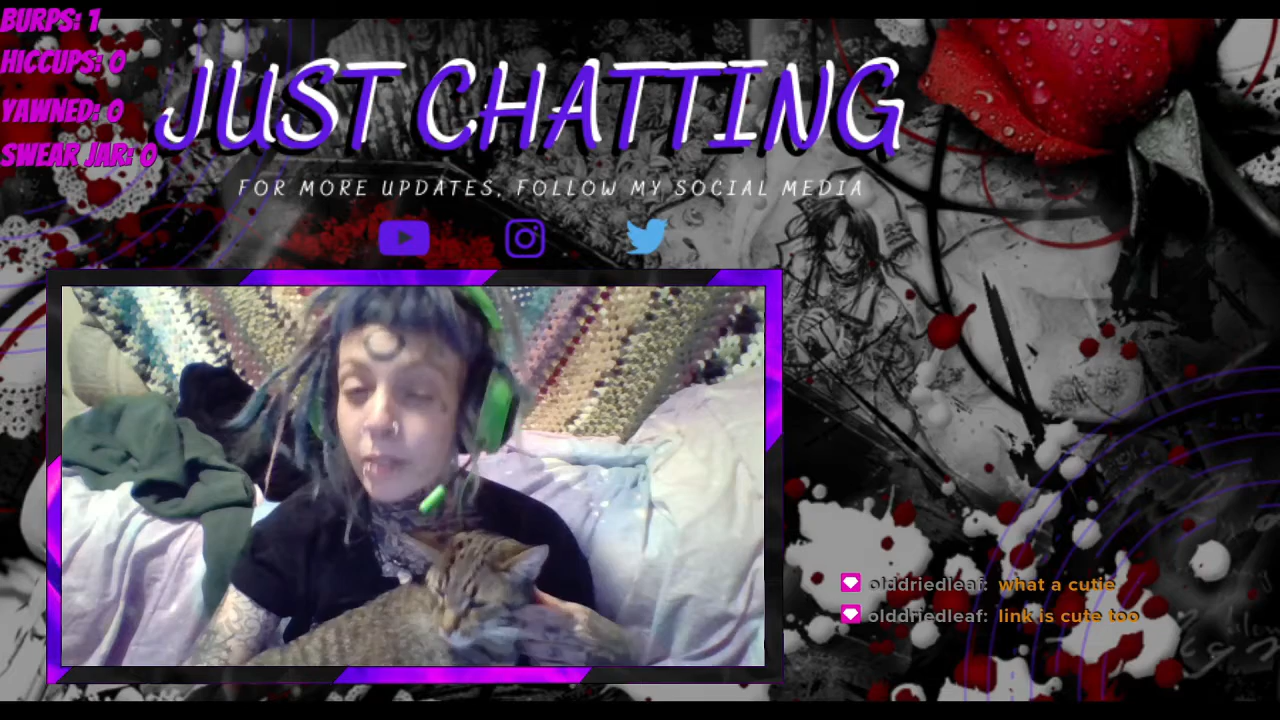 BURPS: 1
HICCUPS: 0
YAWNED: 0
SWEAR JAR: 0
JUST CHATTING
FOR MORE UPDATES, FOLLOW MY SOCIAL MEDIA
olddriedleaf: what a cutie
olddriedleaf: link is cute too